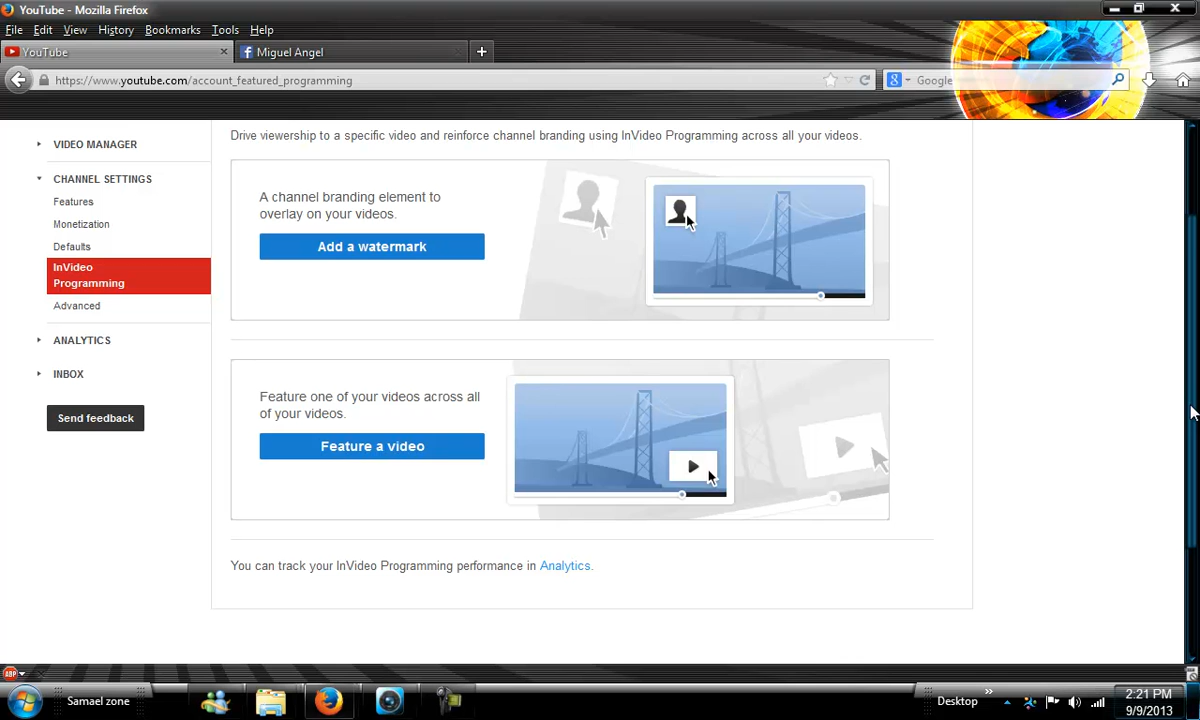 YouTube - Mozilla Firefox
File Edit View History Bookmarks Tools Help
YouTube
Miguel Angel
https://www.youtube.com/account_featured_programming
Google
Drive viewership to a specific video and reinforce channel branding using InVideo Programming across all your videos.
VIDEO MANAGER
CHANNEL SETTINGS
Features
Monetization
Defaults
InVideo
Programming
Advanced
ANALYTICS
INBOX
Send feedback
A channel branding element to
overlay on your videos.
Add a watermark
Feature one of your videos across all
of your videos.
Feature a video
You can track your InVideo Programming performance in Analytics.
ABP
Samael zone
Desktop
2:21 PM
9/9/2013